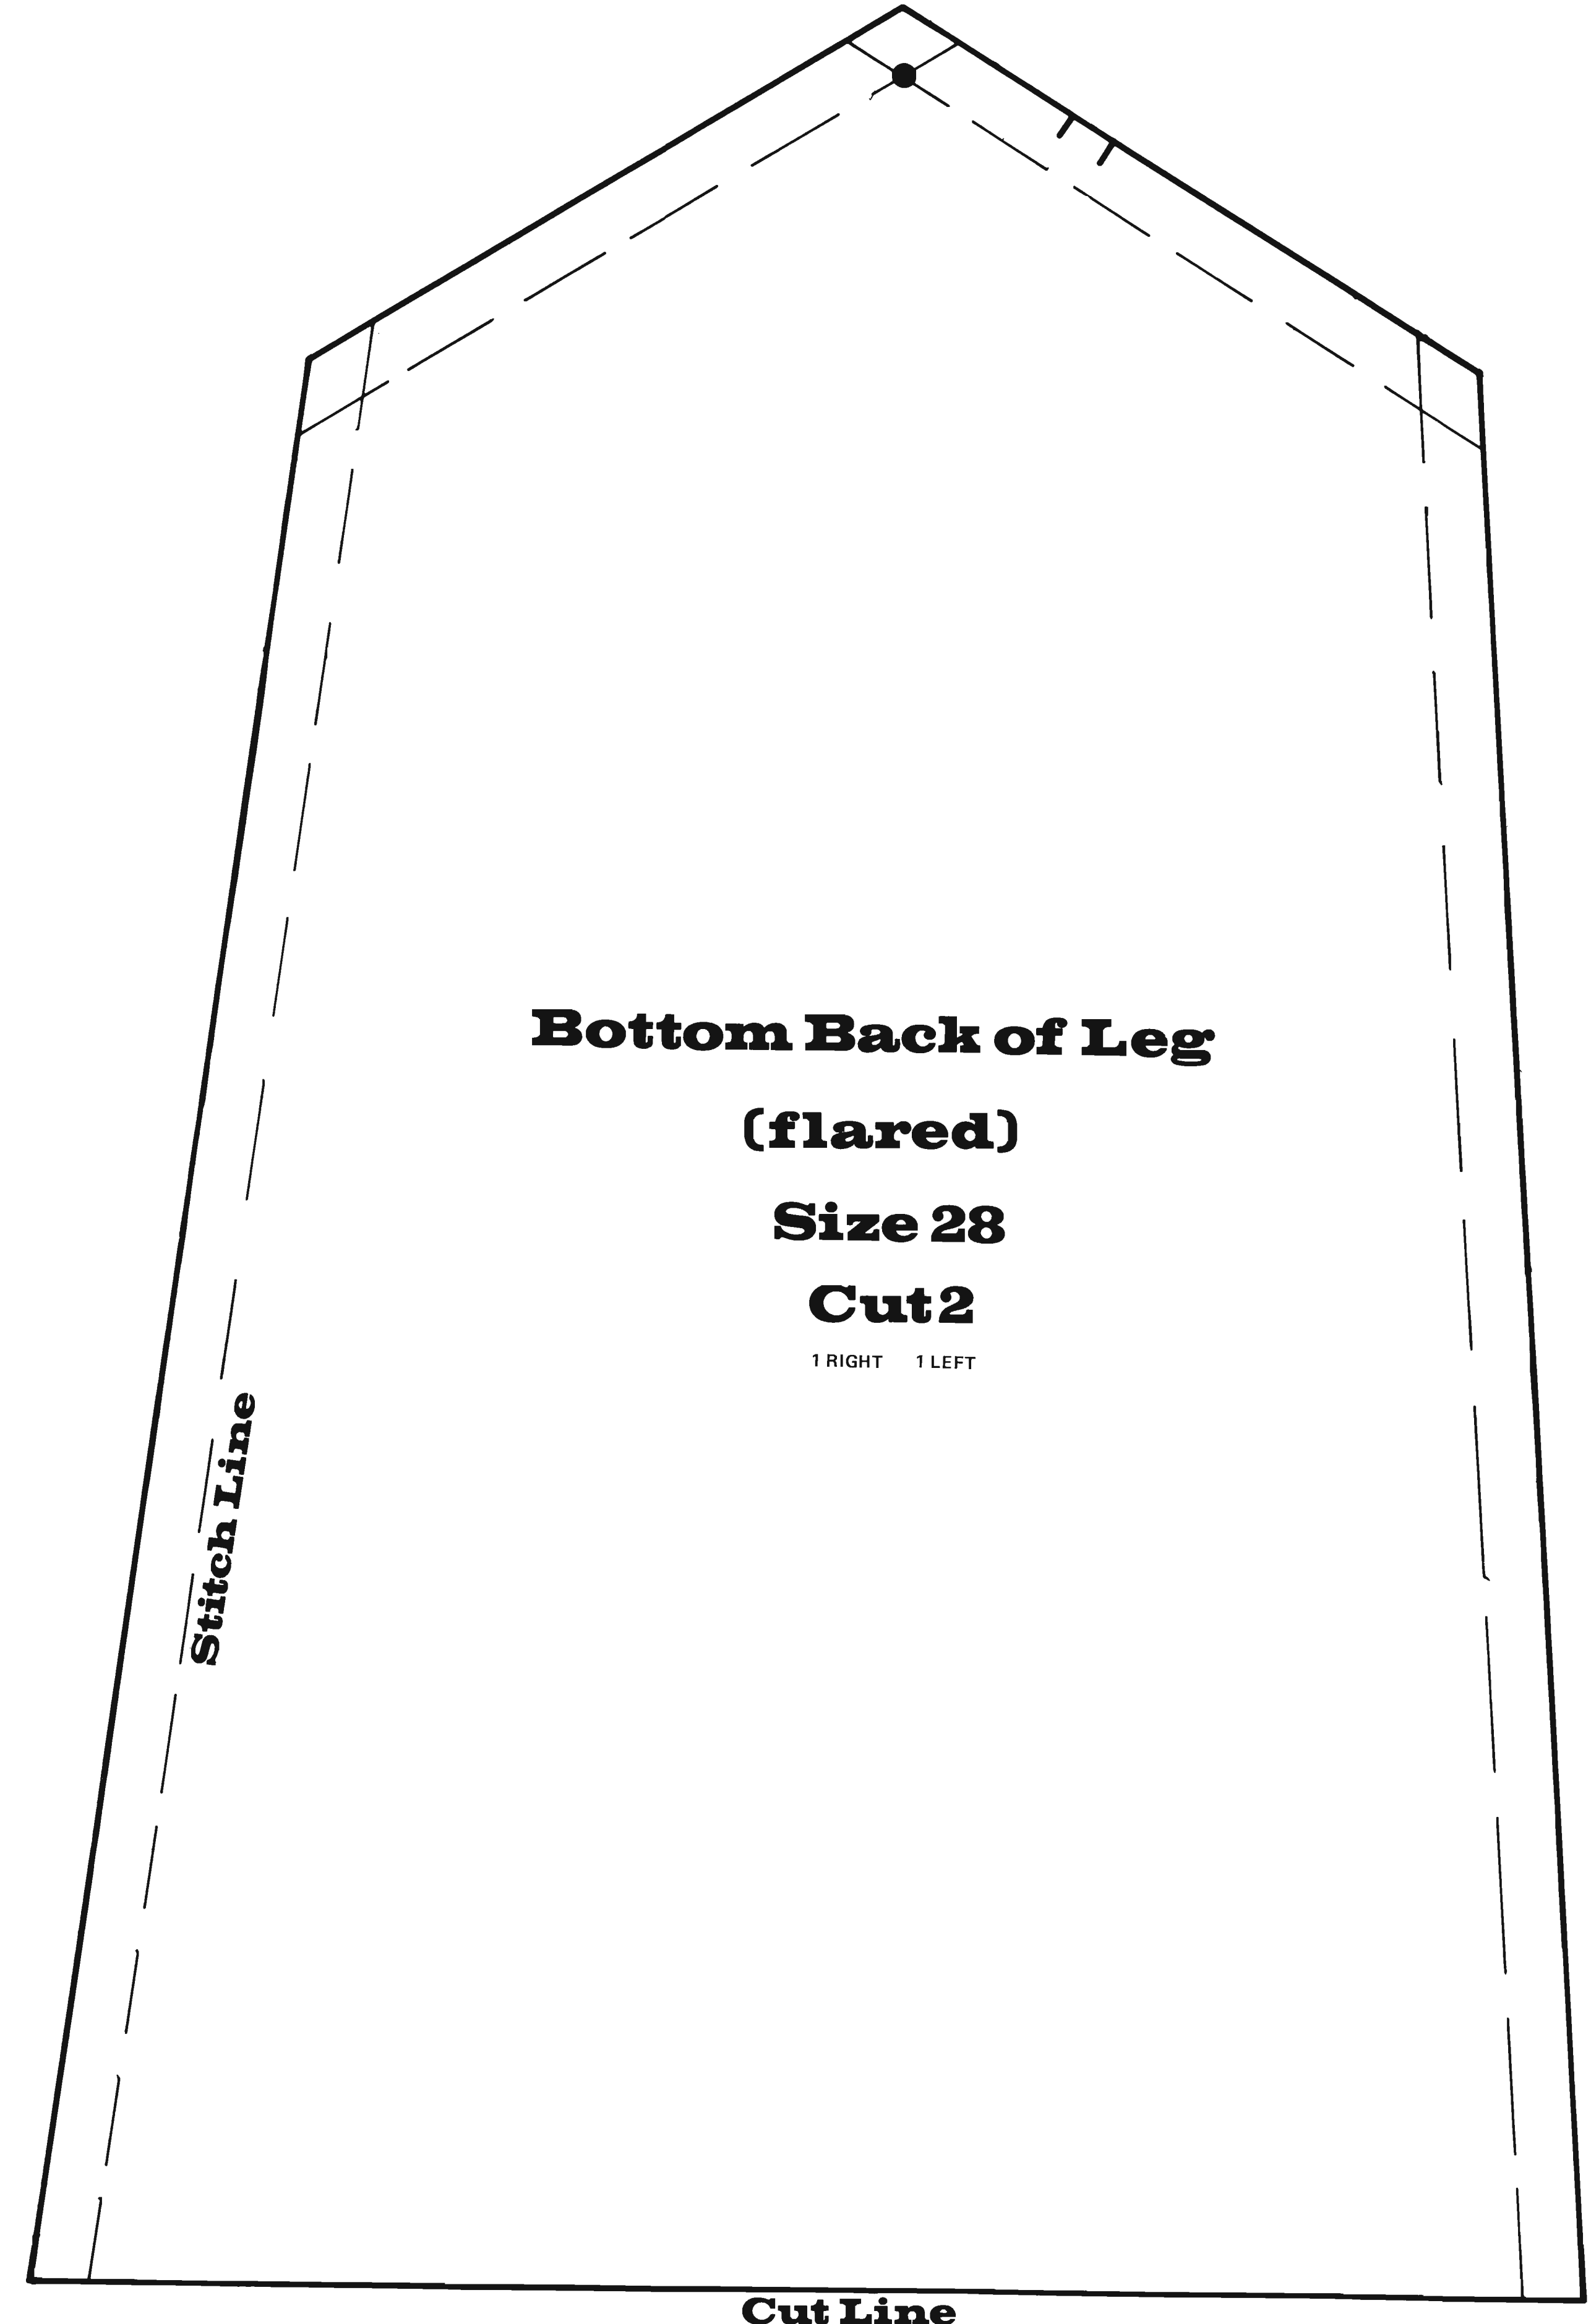 Bottom Back of Leg
(flared)
Size 28
Cut 2
1 RIGHT 1 LEFT
Stitch Line
Cut Line